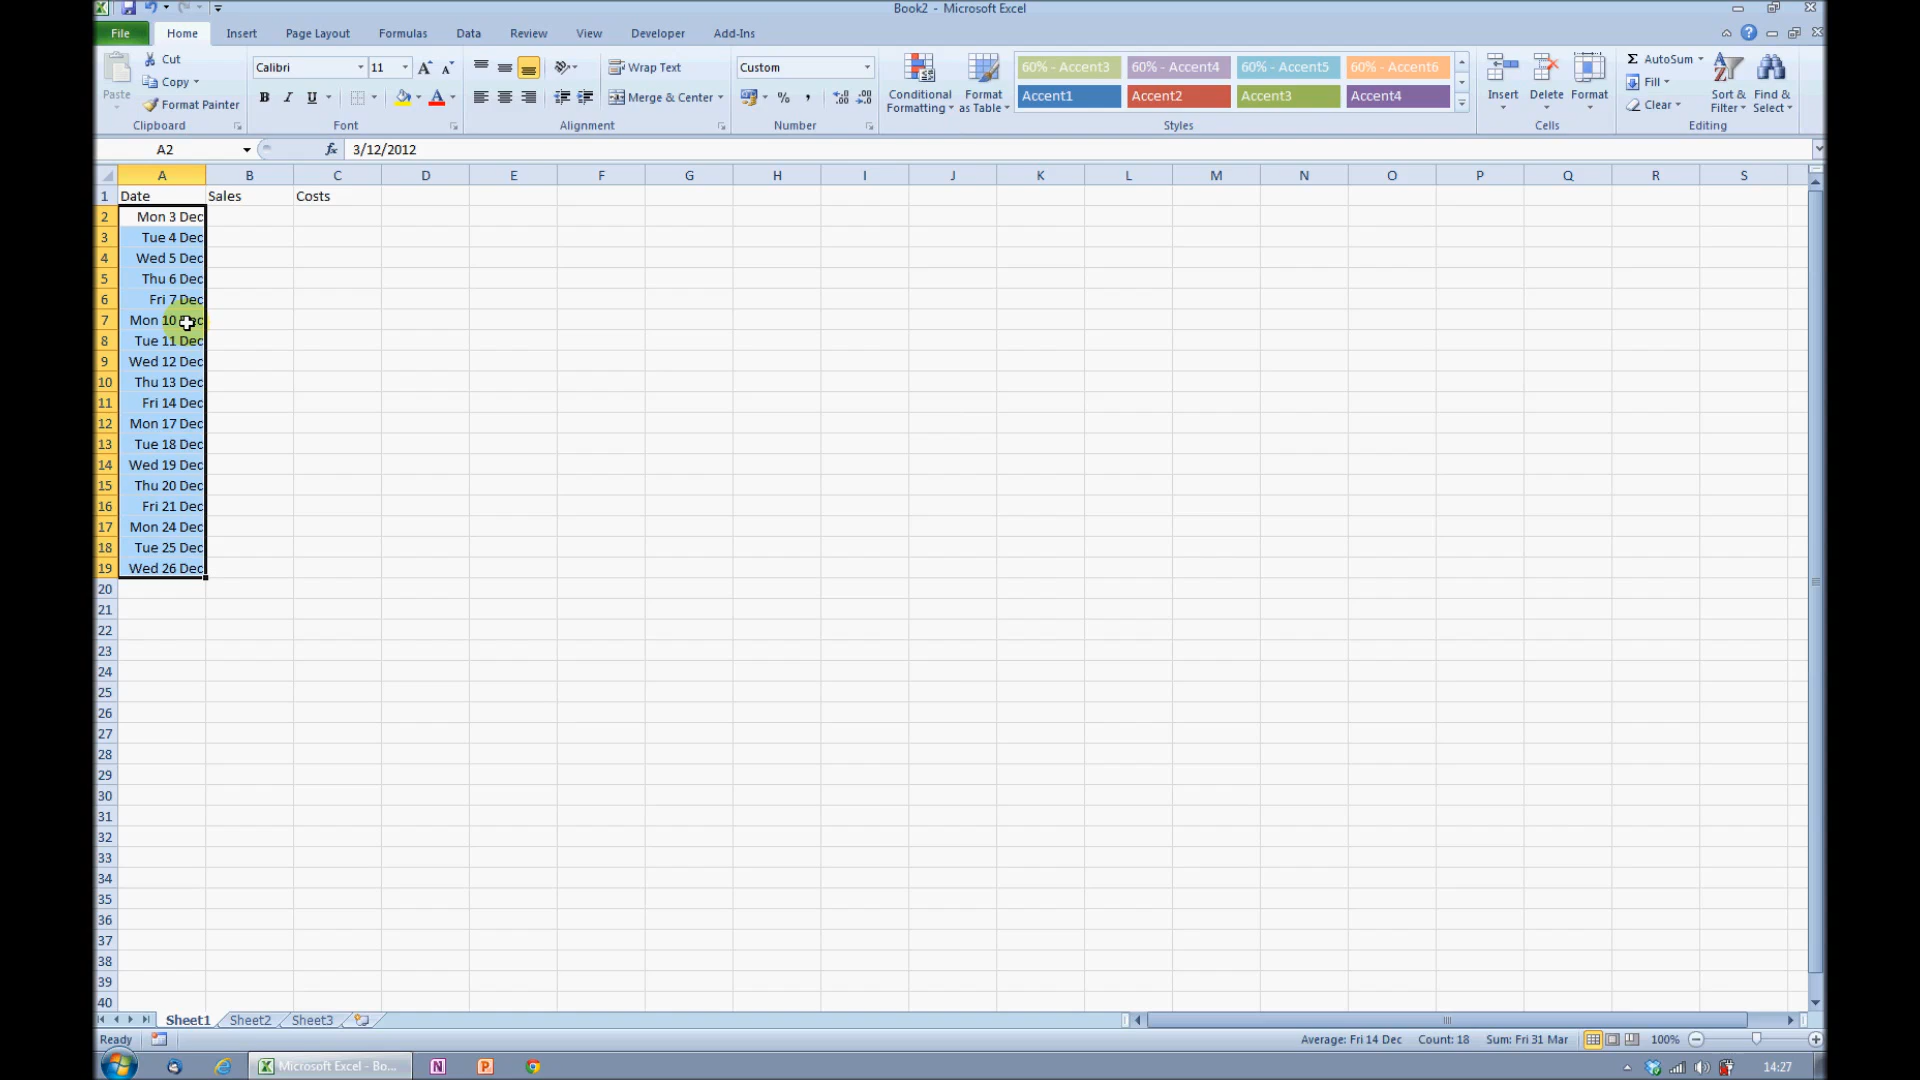 Book2 - Microsoft Excel
File Home Insert Page Layout Formulas Data Review View Developer Add-Ins
Paste Cut Copy Format Painter
Calibri 11
B I U
Wrap Text
Merge & Center
Custom
%
Conditional Formatting
Format as Table
60% - Accent3 60% - Accent4 60% - Accent5 60% - Accent6
Accent1 Accent2 Accent3 Accent4
Insert Delete Format
Σ AutoSum
Fill
Clear
Sort & Filter
Find & Select
Clipboard Font Alignment Number Styles Cells Editing
A2 fx 3/12/2012
A B C D E F G H I J K L M N O P Q R S
1 Date Sales Costs
2 Mon 3 Dec
3 Tue 4 Dec
4 Wed 5 Dec
5 Thu 6 Dec
6 Fri 7 Dec
7 Mon 10 Dec
8 Tue 11 Dec
9 Wed 12 Dec
10 Thu 13 Dec
11 Fri 14 Dec
12 Mon 17 Dec
13 Tue 18 Dec
14 Wed 19 Dec
15 Thu 20 Dec
16 Fri 21 Dec
17 Mon 24 Dec
18 Tue 25 Dec
19 Wed 26 Dec
20
21
22
23
24
25
26
27
28
29
30
31
32
33
34
35
36
37
38
39
40
Sheet1 Sheet2 Sheet3
Ready Average: Fri 14 Dec Count: 18 Sum: Fri 31 Mar 100%
Microsoft Excel - Bo... 14:27